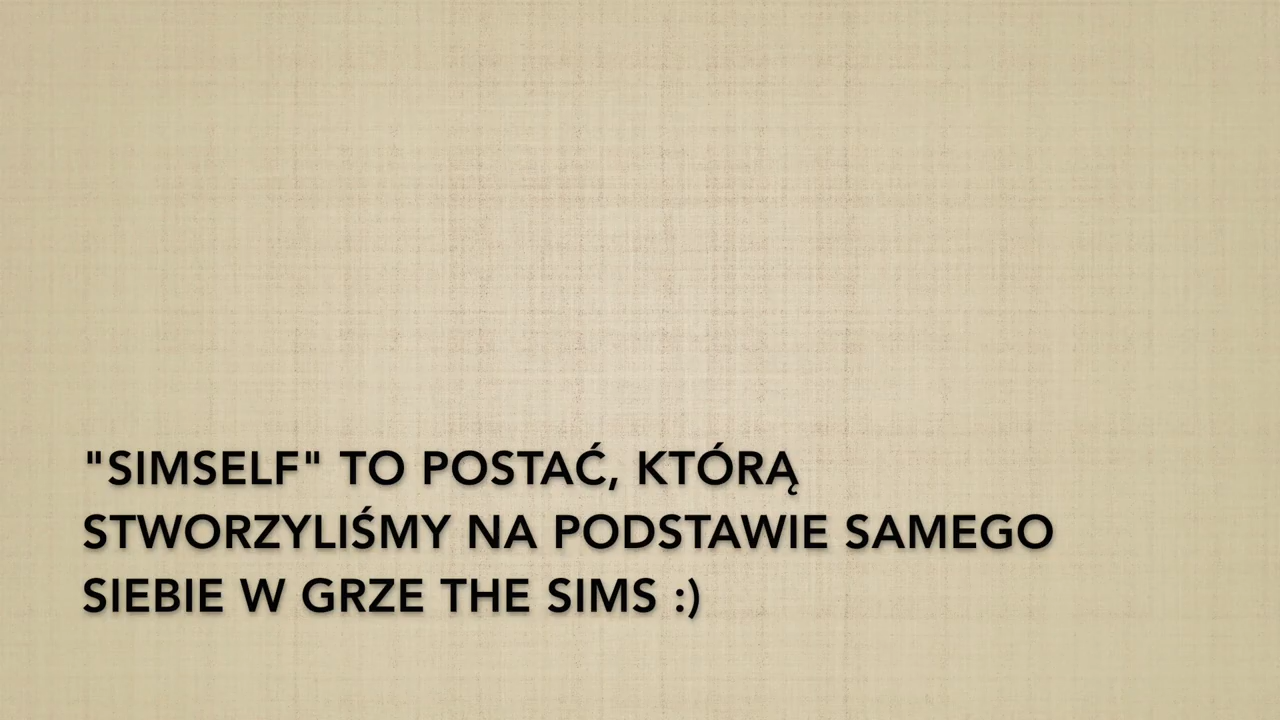 "SIMSELF" TO POSTAĆ, KTÓRĄ
STWORZYLIŚMY NA PODSTAWIE SAMEGO
SIEBIE W GRZE THE SIMS :)